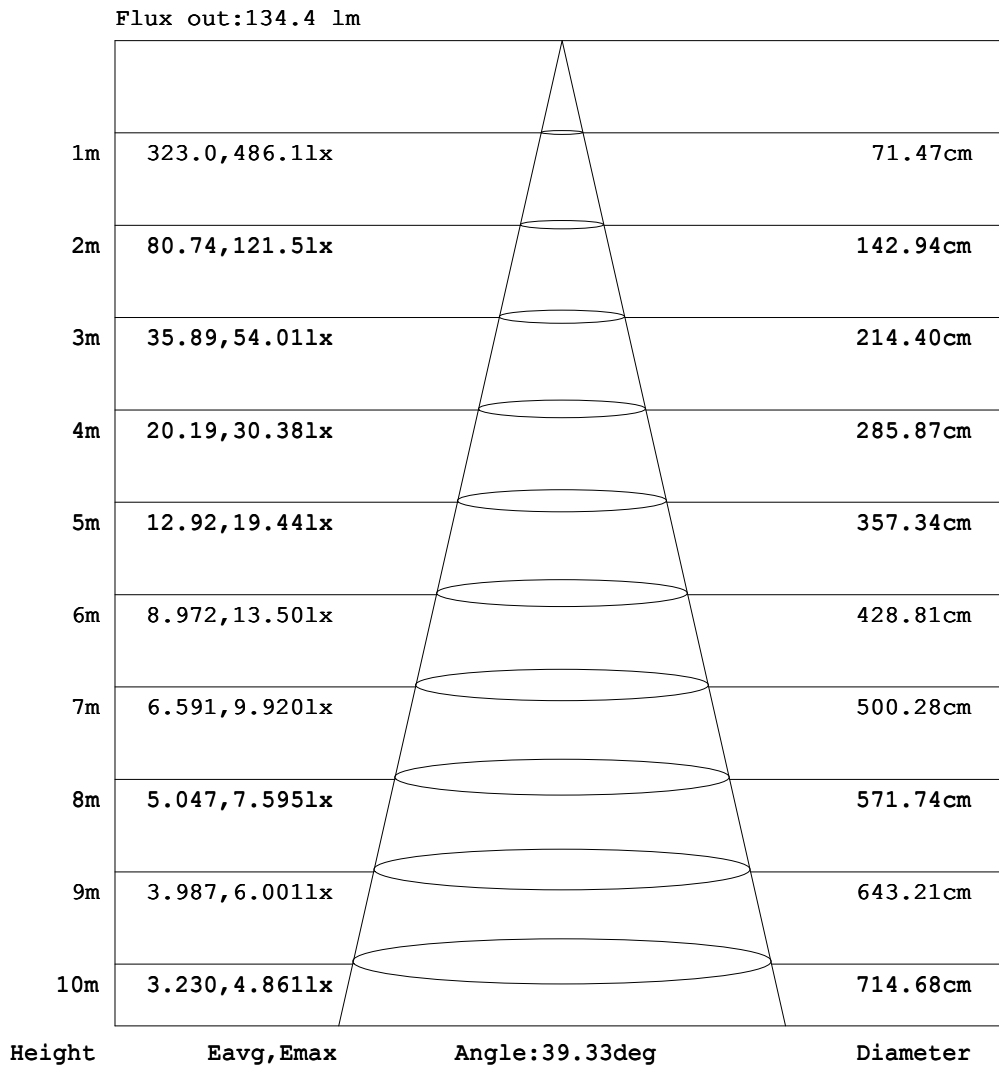 Flux out:134.4 lm
1m 323.0,486.1lx 71.47cm
2m 80.74,121.5lx 142.94cm
3m 35.89,54.01lx 214.40cm
4m 20.19,30.38lx 285.87cm
5m 12.92,19.44lx 357.34cm
6m 8.972,13.50lx 428.81cm
7m 6.591,9.920lx 500.28cm
8m 5.047,7.595lx 571.74cm
9m 3.987,6.001lx 643.21cm
10m 3.230,4.861lx 714.68cm
Height Eavg,Emax Angle:39.33deg Diameter